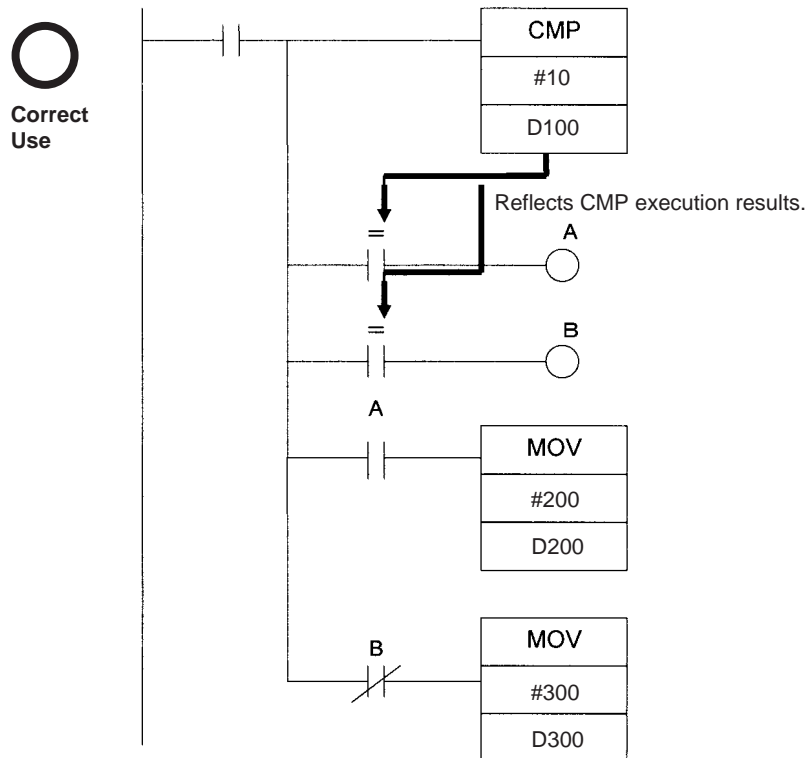 Correct
Use
CMP
#10
D100
Reflects CMP execution results.
=
A
=
B
A
MOV
#200
D200
B
MOV
#300
D300